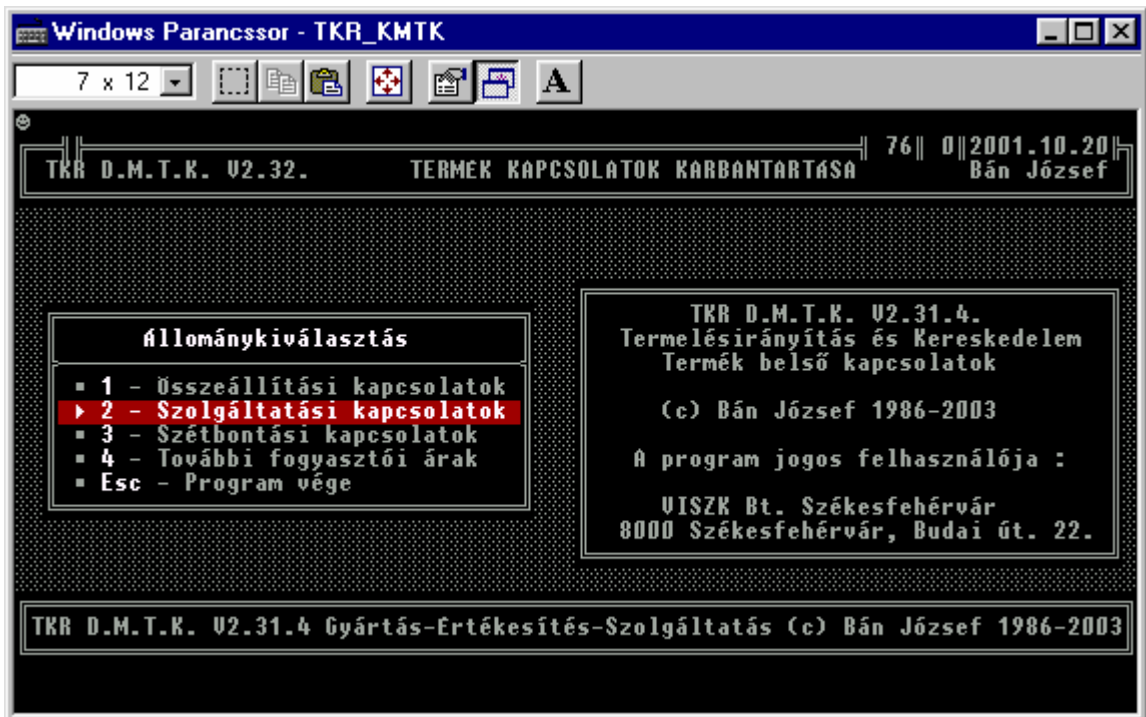 Windows Parancssor - TKR_KMTK
7 x 12
76 0 2001.10.20
TKR D.M.T.K. V2.32. TERMÉK KAPCSOLATOK KARBANTARTÁSA Bán József
Állománykiválasztás
1 - Összeállítási kapcsolatok
2 - Szolgáltatási kapcsolatok
3 - Szétbontási kapcsolatok
4 - További fogyasztói árak
Esc - Program vége
TKR D.M.T.K. V2.31.4.
Termelésirányítás és Kereskedelem
Termék belső kapcsolatok
(c) Bán József 1986-2003
A program jogos felhasználója :
VISZK Bt. Székesfehérvár
8000 Székesfehérvár, Budai út. 22.
TKR D.M.T.K. V2.31.4 Gyártás-Értékesítés-Szolgáltatás (c) Bán József 1986-2003